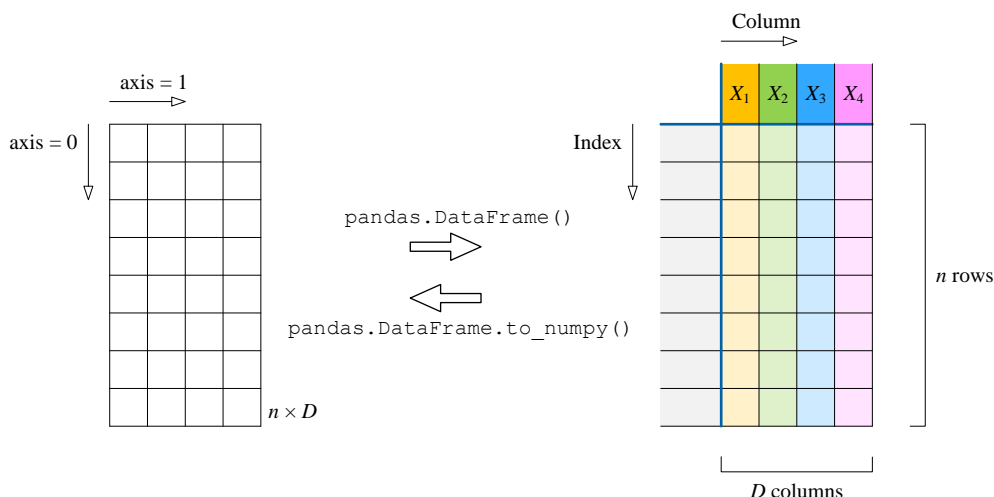 Column
axis = 1
X1 X2 X3 X4
axis = 0
Index
pandas.DataFrame()
n rows
pandas.DataFrame.to_numpy()
n × D
D columns